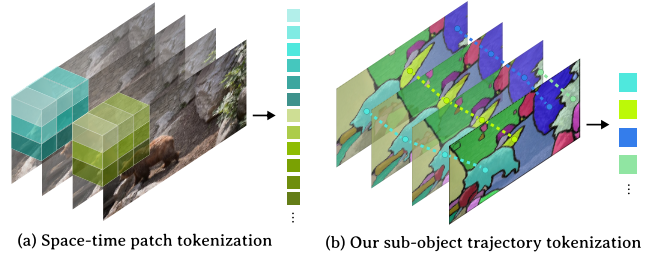 (a) Space-time patch tokenization
(b) Our sub-object trajectory tokenization